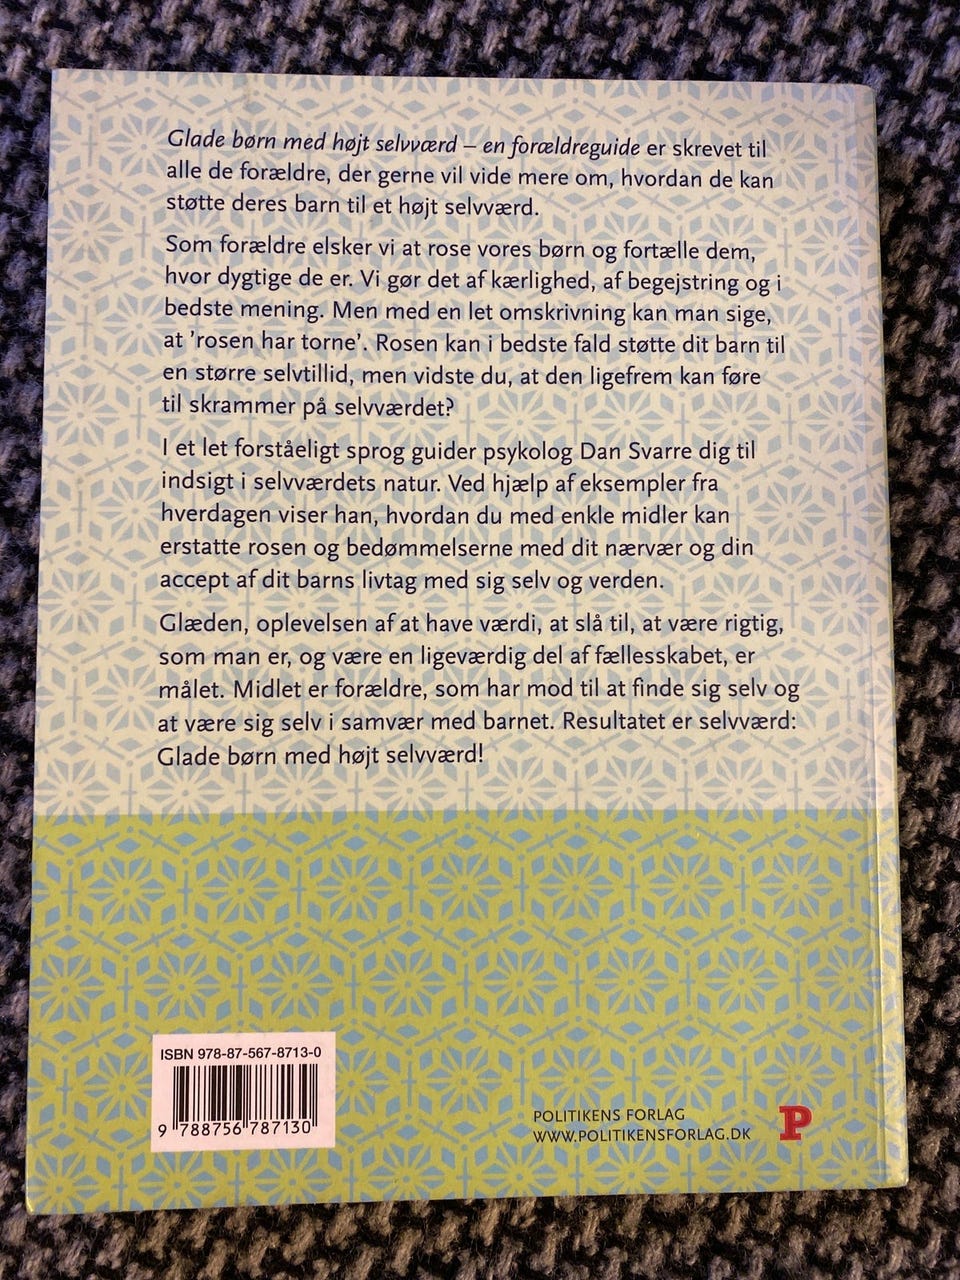 Glade børn med højt selvværd – en forældreguide er skrevet til
alle de forældre, der gerne vil vide mere om, hvordan de kan
støtte deres barn til et højt selvværd.
Som forældre elsker vi at rose vores børn og fortælle dem,
hvor dygtige de er. Vi gør det af kærlighed, af begejstring og i
bedste mening. Men med en let omskrivning kan man sige,
at ’rosen har torne’. Rosen kan i bedste fald støtte dit barn til
en større selvtillid, men vidste du, at den ligefrem kan føre
til skrammer på selvværdet?
I et let forståeligt sprog guider psykolog Dan Svarre dig til
indsigt i selvværdets natur. Ved hjælp af eksempler fra
hverdagen viser han, hvordan du med enkle midler kan
erstatte rosen og bedømmelserne med dit nærvær og din
accept af dit barns livtag med sig selv og verden.
Glæden, oplevelsen af at have værdi, at slå til, at være rigtig,
som man er, og være en ligeværdig del af fællesskabet, er
målet. Midlet er forældre, som har mod til at finde sig selv og
at være sig selv i samvær med barnet. Resultatet er selvværd:
Glade børn med højt selvværd!
ISBN 978-87-567-8713-0
9 788756 787130
POLITIKENS FORLAG
WWW.POLITIKENSFORLAG.DK
P